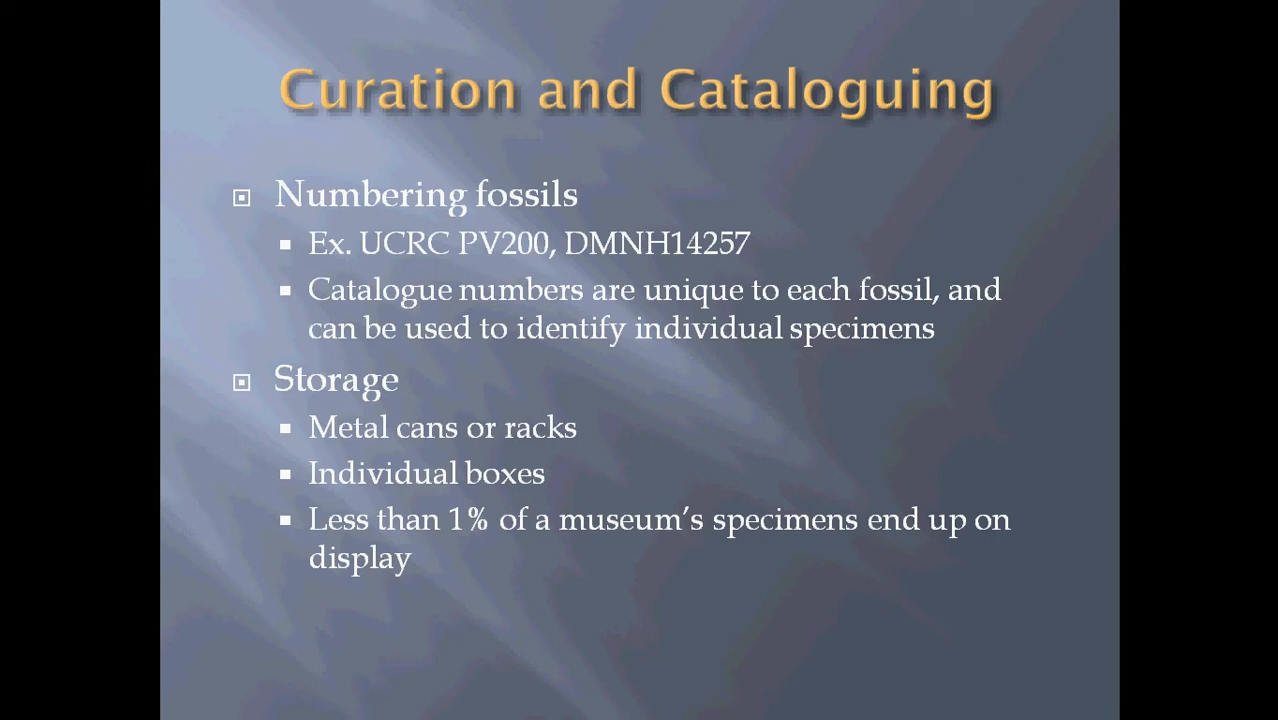 Curation and Cataloguing
Numbering fossils
Ex. UCRC PV200, DMNH14257
Catalogue numbers are unique to each fossil, and
can be used to identify individual specimens
Storage
Metal cans or racks
Individual boxes
Less than 1% of a museum’s specimens end up on
display